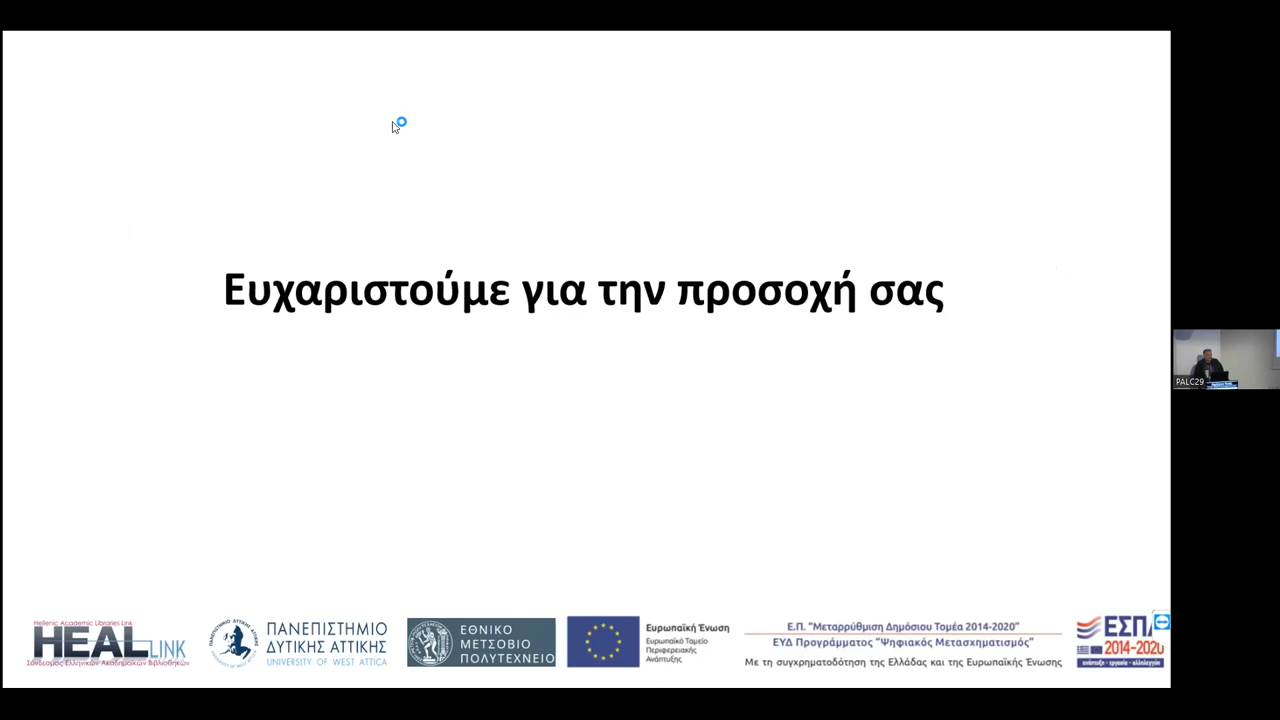 Ευχαριστούμε για την προσοχή σας
PALC29
Hellenic Academic Libraries Link
HEAL LINK
Σύνδεσμος Ελληνικών Ακαδημαϊκών Βιβλιοθηκών
ΠΑΝΕΠΙΣΤΗΜΙΟ
ΔΥΤΙΚΗΣ ΑΤΤΙΚΗΣ
UNIVERSITY OF WEST ATTICA
ΕΘΝΙΚΟ
ΜΕΤΣΟΒΙΟ
ΠΟΛΥΤΕΧΝΕΙΟ
Ευρωπαϊκή Ένωση
Ευρωπαϊκό Ταμείο
Περιφερειακής
Ανάπτυξης
Ε.Π. “Μεταρρύθμιση Δημόσιου Τομέα 2014-2020”
ΕΥΔ Προγράμματος “Ψηφιακός Μετασχηματισμός”
Με τη συγχρηματοδότηση της Ελλάδας και της Ευρωπαϊκής Ένωσης
ΕΣΠΑ
2014-2020
ανάπτυξη - εργασία - αλληλεγγύη